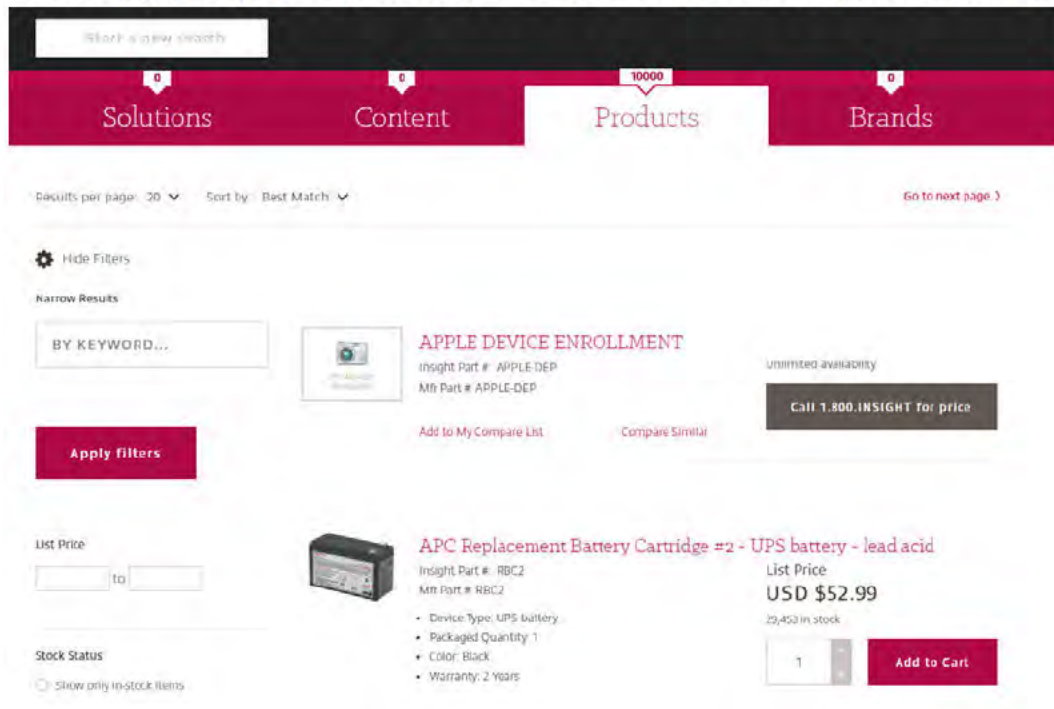 Start a new search
0
0
10000
0
Solutions
Content
Products
Brands
Results per page: 20
Sort by: Best Match
Go to next page
Hide Filters
Narrow Results
BY KEYWORD...
Apply filters
APPLE DEVICE ENROLLMENT
Insight Part #: APPLE-DEP
Mfr Part #: APPLE-DEP
Unlimited availability
Call 1.800.INSIGHT for price
Add to My Compare List
Compare Similar
List Price
to
APC Replacement Battery Cartridge #2 - UPS battery - lead acid
Insight Part #: RBC2
Mfr Part #: RBC2
• Device Type: UPS battery
• Packaged Quantity: 1
• Color: Black
• Warranty: 2 Years
List Price
USD $52.99
in stock
1
Add to Cart
Stock Status
Show only in-stock items